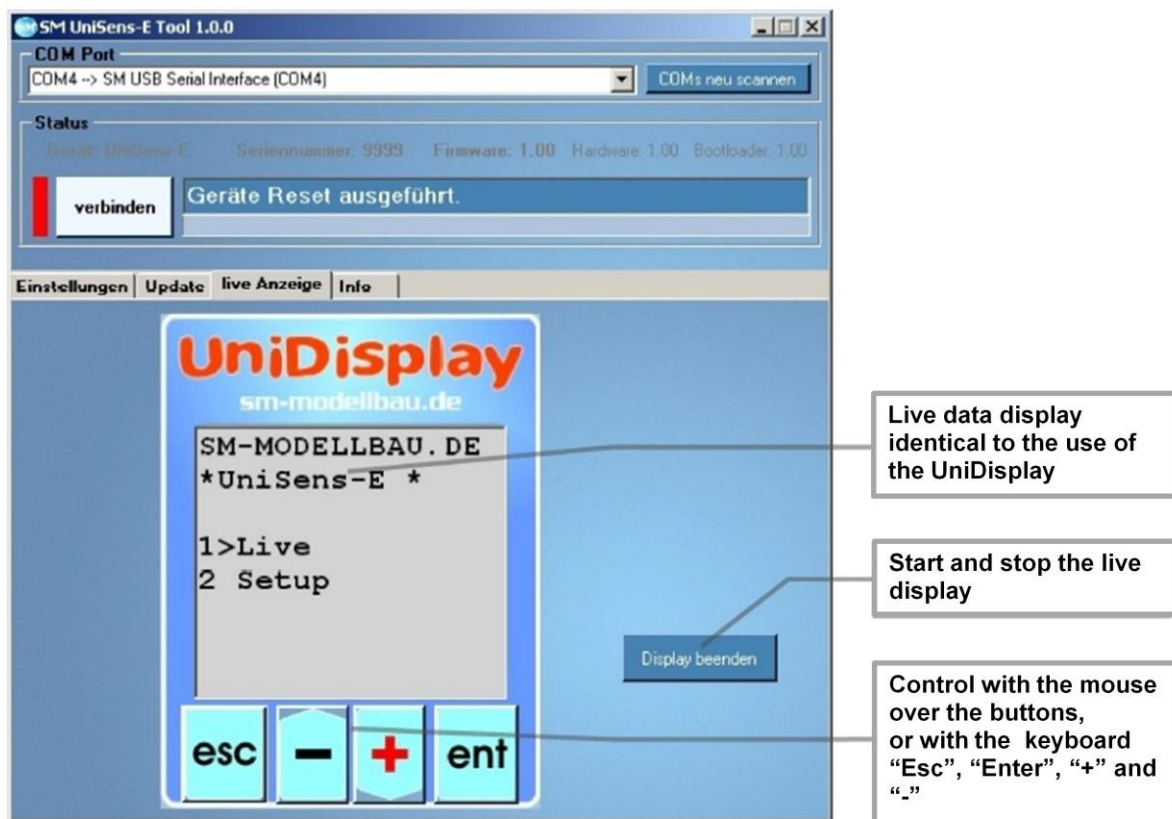 SM UniSens-E Tool 1.0.0
COM Port
COM4 --> SM USB Serial Interface (COM4)
COMs neu scannen
Status
Gerät: UniSens-E Seriennummer: 9999 Firmware: 1.00 Hardware: 1.00 Bootloader: 1.00
verbinden
Geräte Reset ausgeführt.
Einstellungen Update live Anzeige Info
UniDisplay
sm-modellbau.de
SM-MODELLBAU.DE
*UniSens-E *
1>Live
2 Setup
Display beenden
esc - + ent
Live data display
identical to the use of
the UniDisplay
Start and stop the live
display
Control with the mouse
over the buttons,
or with the keyboard
“Esc”, “Enter”, “+” and
“-”